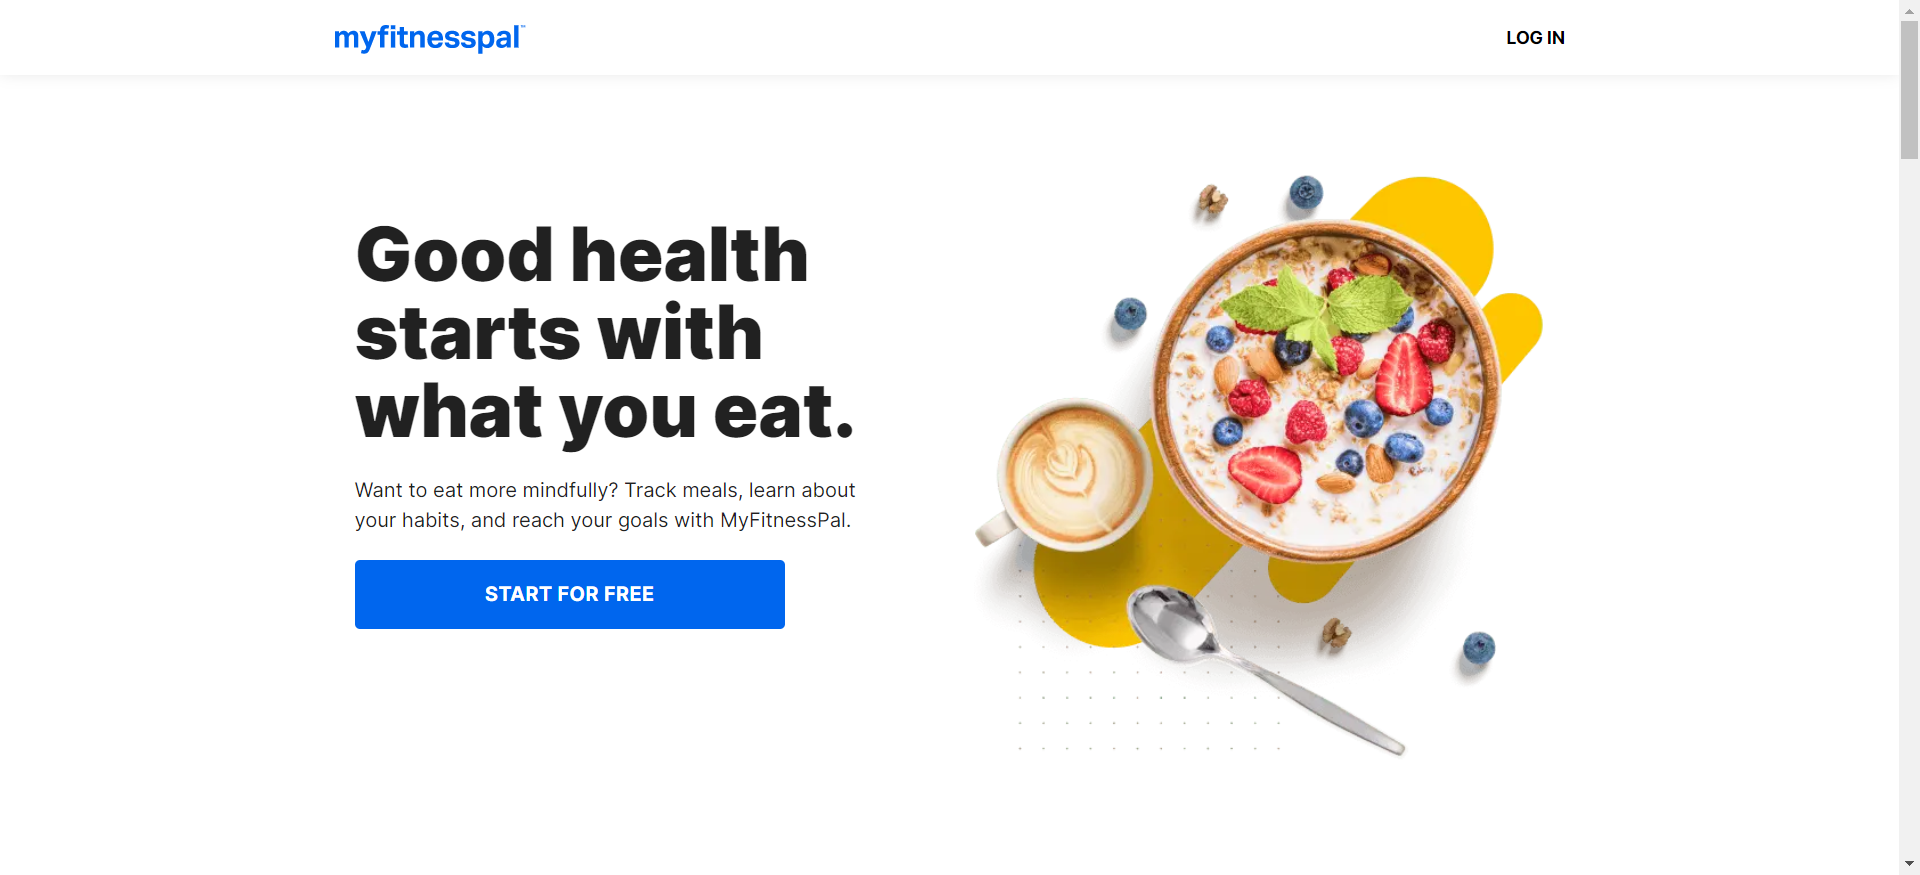 myfitnesspal™
LOG IN
Good health
starts with
what you eat.
Want to eat more mindfully? Track meals, learn about
your habits, and reach your goals with MyFitnessPal.
START FOR FREE